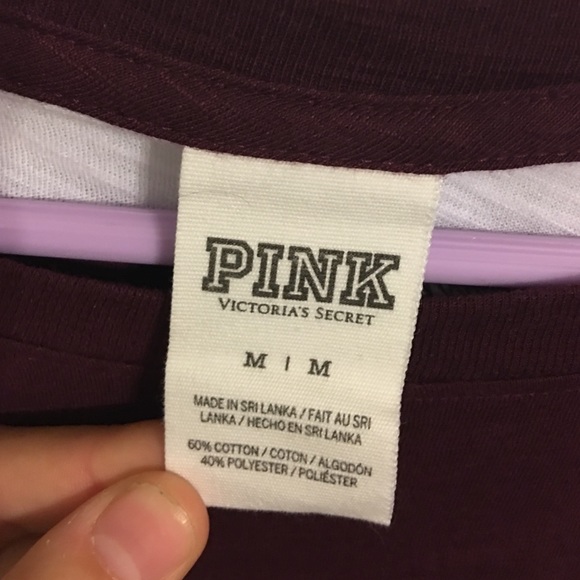 PINK
VICTORIA'S SECRET
M | M
MADE IN SRI LANKA / FAIT AU SRI
LANKA / HECHO EN SRI LANKA
60% COTTON / COTON / ALGODÓN
40% POLYESTER / POLIÉSTER